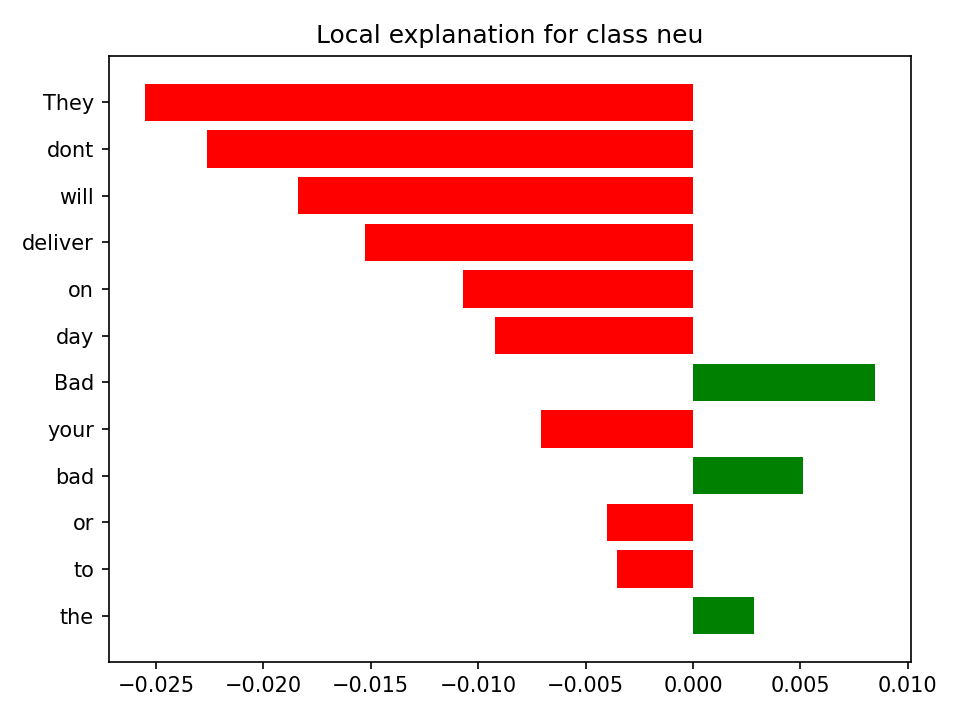 Local explanation for class neu
They
dont
will
deliver
on
day
Bad
your
bad
or
to
the
−0.025 −0.020 −0.015 −0.010 −0.005 0.000 0.005 0.010